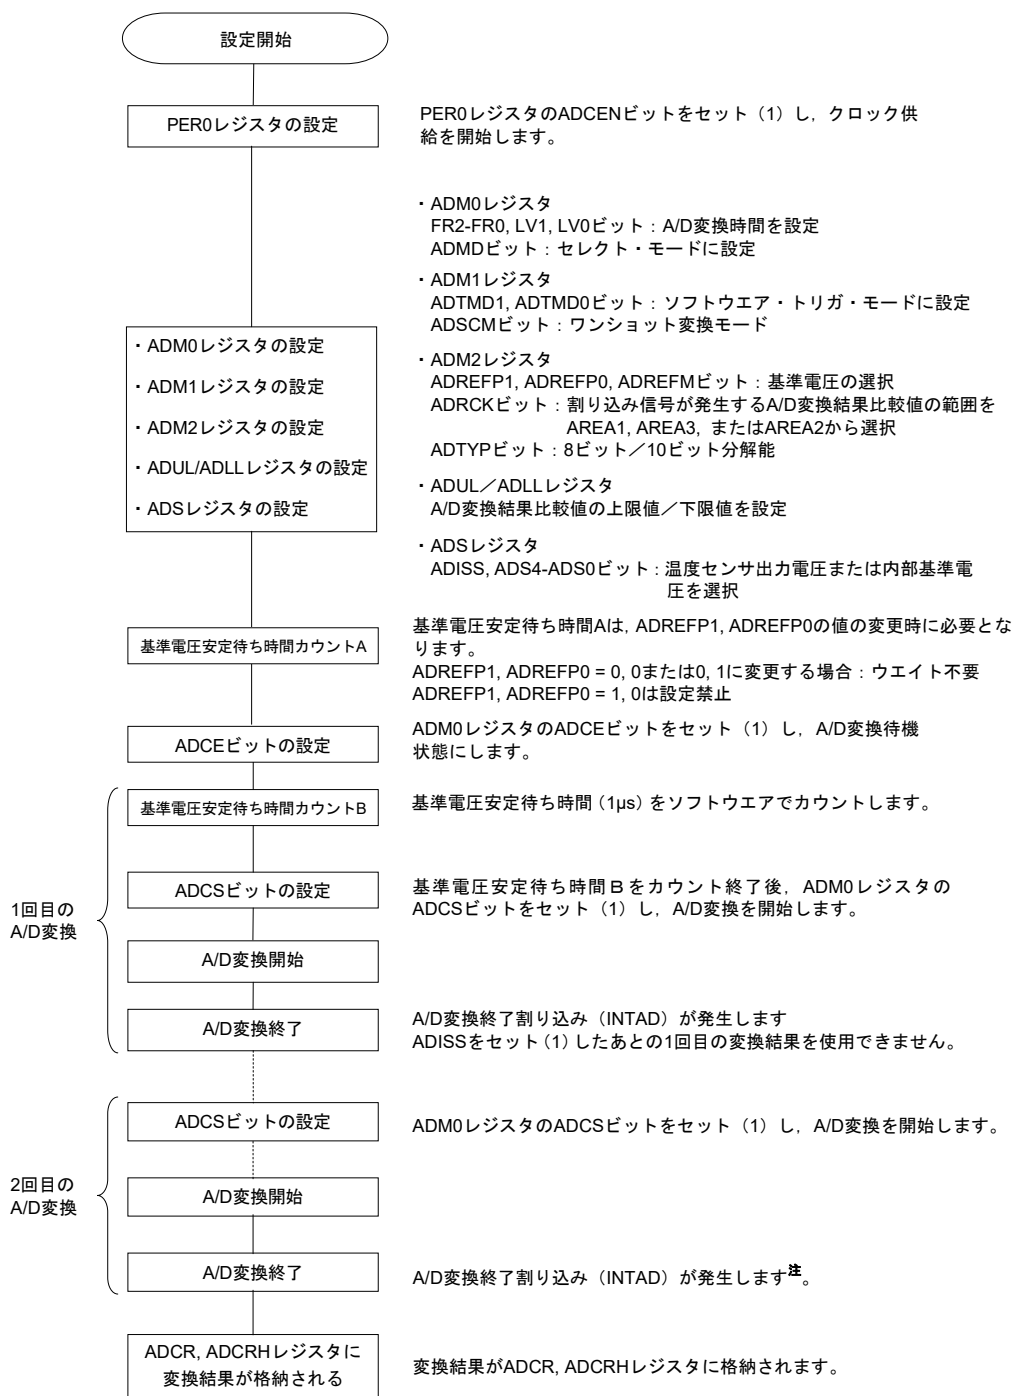 設定開始
PER0レジスタの設定
PER0レジスタのADCENビットをセット（1）し，クロック供
給を開始します。
・ADM0レジスタの設定
・ADM1レジスタの設定
・ADM2レジスタの設定
・ADUL/ADLLレジスタの設定
・ADSレジスタの設定
・ADM0レジスタ
FR2-FR0, LV1, LV0ビット：A/D変換時間を設定
ADMDビット：セレクト・モードに設定
・ADM1レジスタ
ADTMD1, ADTMD0ビット：ソフトウエア・トリガ・モードに設定
ADSCMビット：ワンショット変換モード
・ADM2レジスタ
ADREFP1, ADREFP0, ADREFMビット：基準電圧の選択
ADRCKビット：割り込み信号が発生するA/D変換結果比較値の範囲を
AREA1, AREA3, またはAREA2から選択
ADTYPビット：8ビット／10ビット分解能
・ADUL／ADLLレジスタ
A/D変換結果比較値の上限値／下限値を設定
・ADSレジスタ
ADISS, ADS4-ADS0ビット：温度センサ出力電圧または内部基準電
圧を選択
基準電圧安定待ち時間カウントA
基準電圧安定待ち時間Aは，ADREFP1, ADREFP0の値の変更時に必要とな
ります。
ADREFP1, ADREFP0 = 0, 0または0, 1に変更する場合：ウエイト不要
ADREFP1, ADREFP0 = 1, 0は設定禁止
ADCEビットの設定
ADM0レジスタのADCEビットをセット（1）し，A/D変換待機
状態にします。
1回目の
A/D変換
基準電圧安定待ち時間カウントB
基準電圧安定待ち時間（1μs）をソフトウエアでカウントします。
ADCSビットの設定
基準電圧安定待ち時間Ｂをカウント終了後，ADM0レジスタの
ADCSビットをセット（1）し，A/D変換を開始します。
A/D変換開始
A/D変換終了
A/D変換終了割り込み（INTAD）が発生します
ADISSをセット（1）したあとの1回目の変換結果を使用できません。
2回目の
A/D変換
ADCSビットの設定
ADM0レジスタのADCSビットをセット（1）し，A/D変換を開始します。
A/D変換開始
A/D変換終了
A/D変換終了割り込み（INTAD）が発生します注。
ADCR, ADCRHレジスタに
変換結果が格納される
変換結果がADCR, ADCRHレジスタに格納されます。